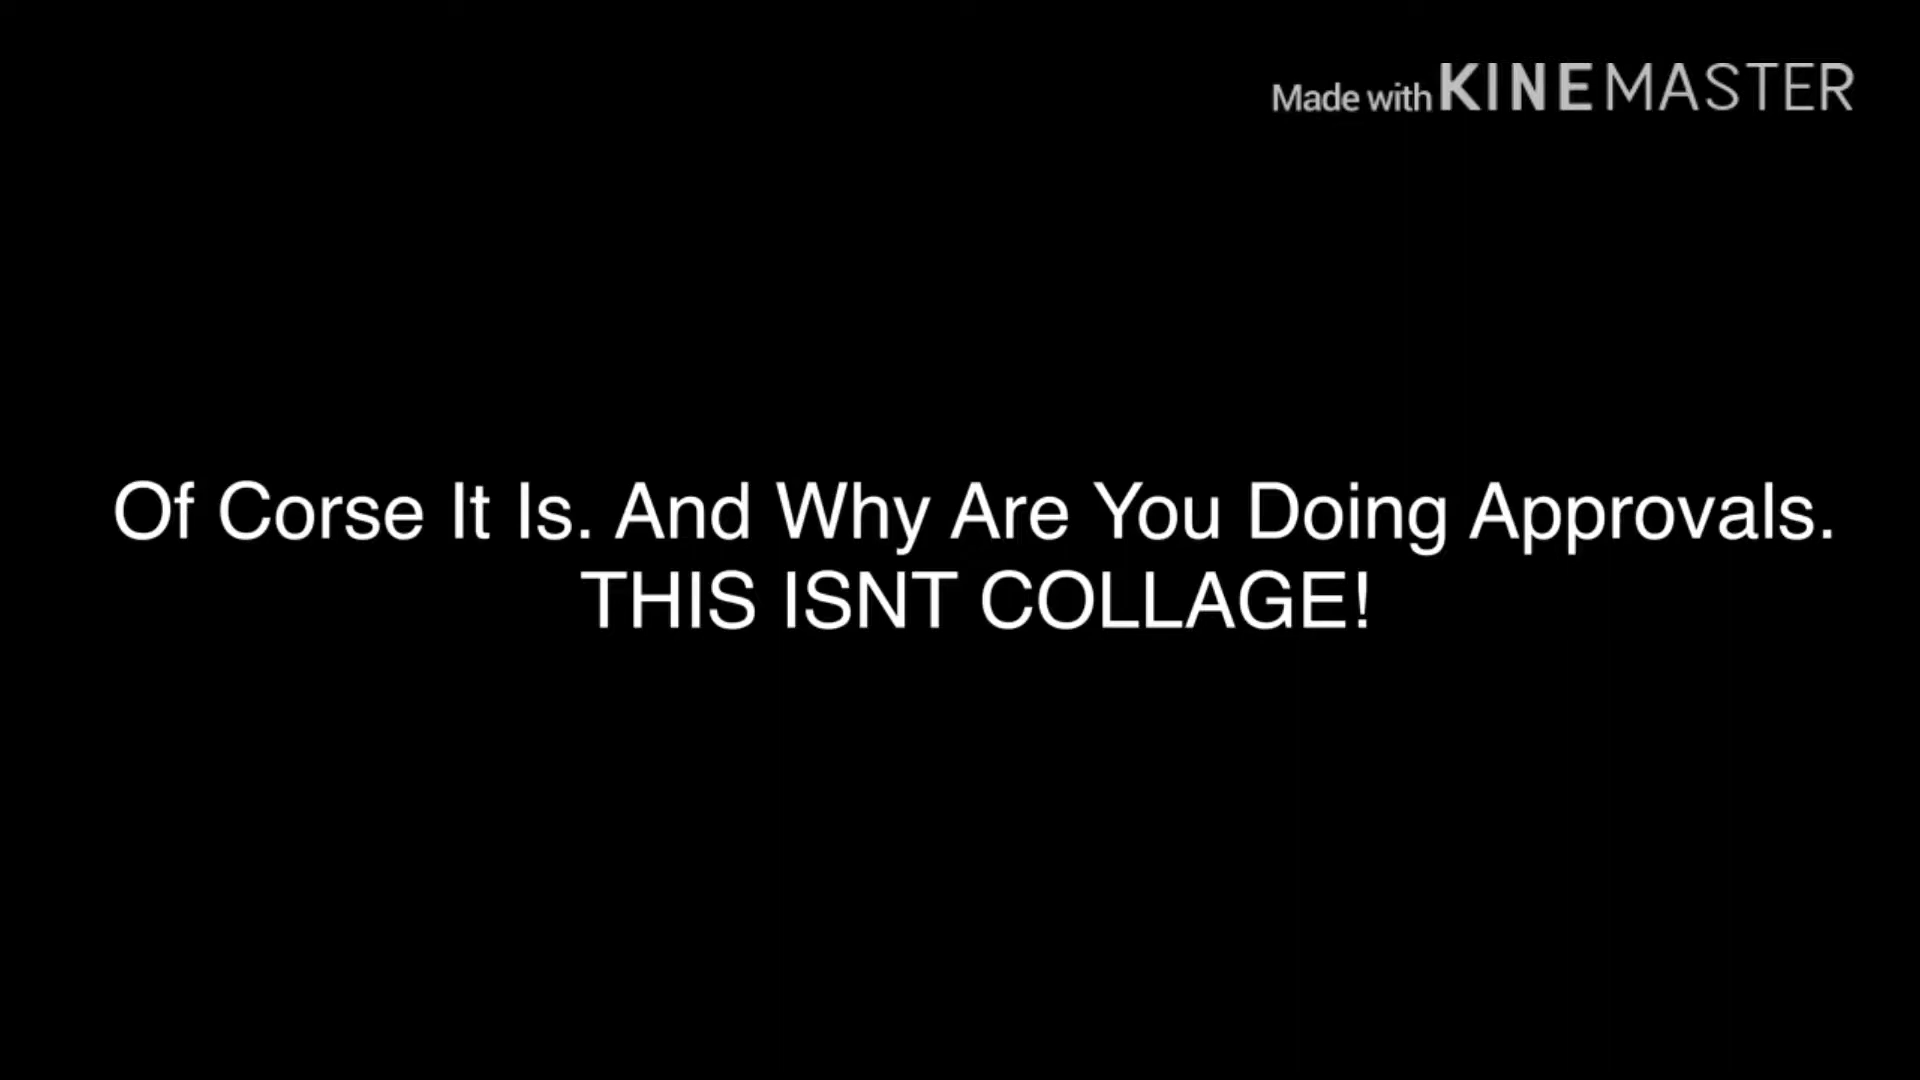 Made with KINEMASTER
Of Corse It Is. And Why Are You Doing Approvals.
THIS ISNT COLLAGE!